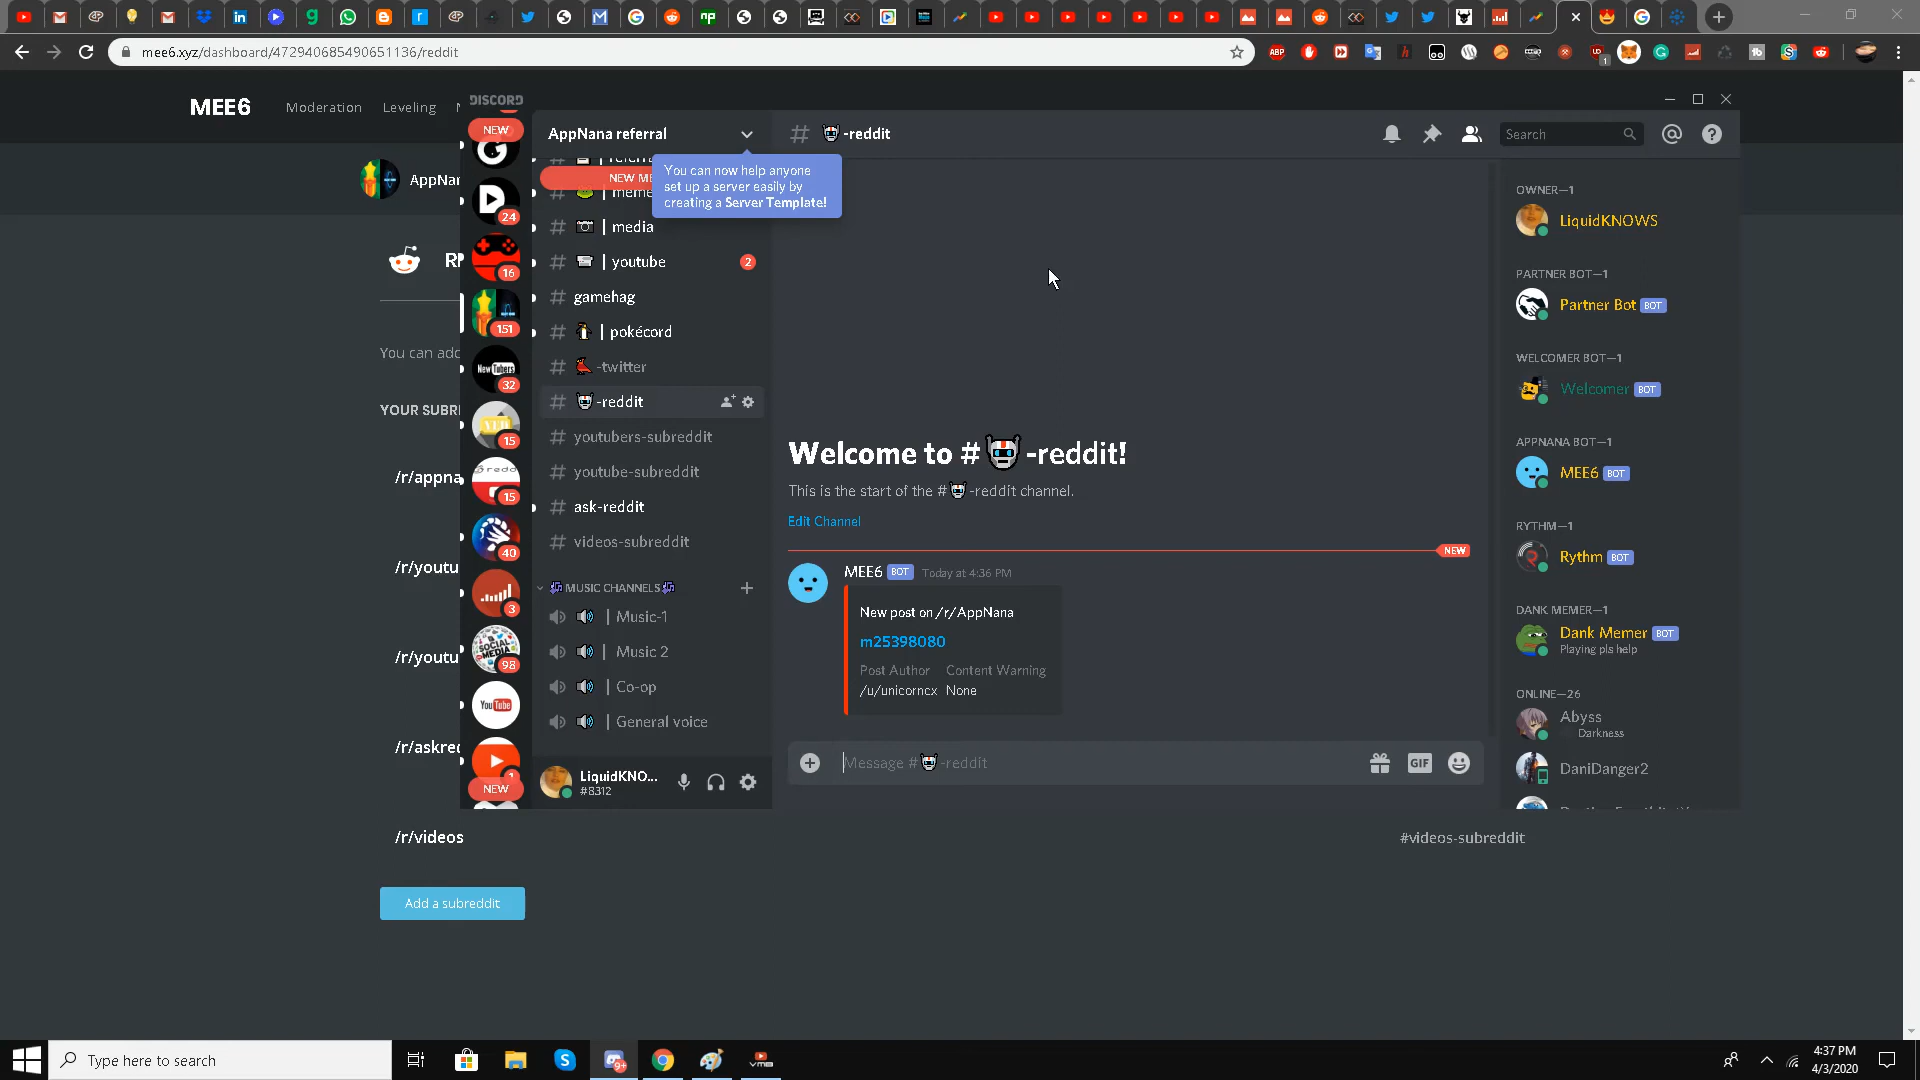 mee6.xyz/dashboard/472940685490651136/reddit
MEE6
Moderation
Leveling
DISCORD
NEW
AppNana referral
-reddit
Search
You can now help anyone
set up a server easily by
creating a Server Template!
OWNER—1
LiquidKNOWS
PARTNER BOT—1
Partner Bot BOT
WELCOMER BOT—1
Welcomer BOT
APPNANA BOT—1
MEE6 BOT
RYTHM—1
Rythm BOT
DANK MEMER—1
Dank Memer BOT
Playing pls help
ONLINE—26
Abyss
Darkness
DaniDanger2
24
16
151
New Tubers
32
15
15
40
3
SOCIAL MEDIA
98
YouTube
1
NEW
| media
| youtube
2
gamehag
| pokécord
-twitter
-reddit
youtubers-subreddit
youtube-subreddit
ask-reddit
videos-subreddit
MUSIC CHANNELS
| Music-1
| Music 2
| Co-op
| General voice
LiquidKNO...
#8312
Welcome to # -reddit!
This is the start of the # -reddit channel.
Edit Channel
NEW
MEE6 BOT Today at 4:36 PM
New post on /r/AppNana
m25398080
Post Author Content Warning
/u/unicorncx None
Message # -reddit
GIF
You can add
YOUR SUBR
/r/appna
/r/youtu
/r/youtu
/r/askred
/r/videos
#videos-subreddit
Add a subreddit
Type here to search
4:37 PM
4/3/2020